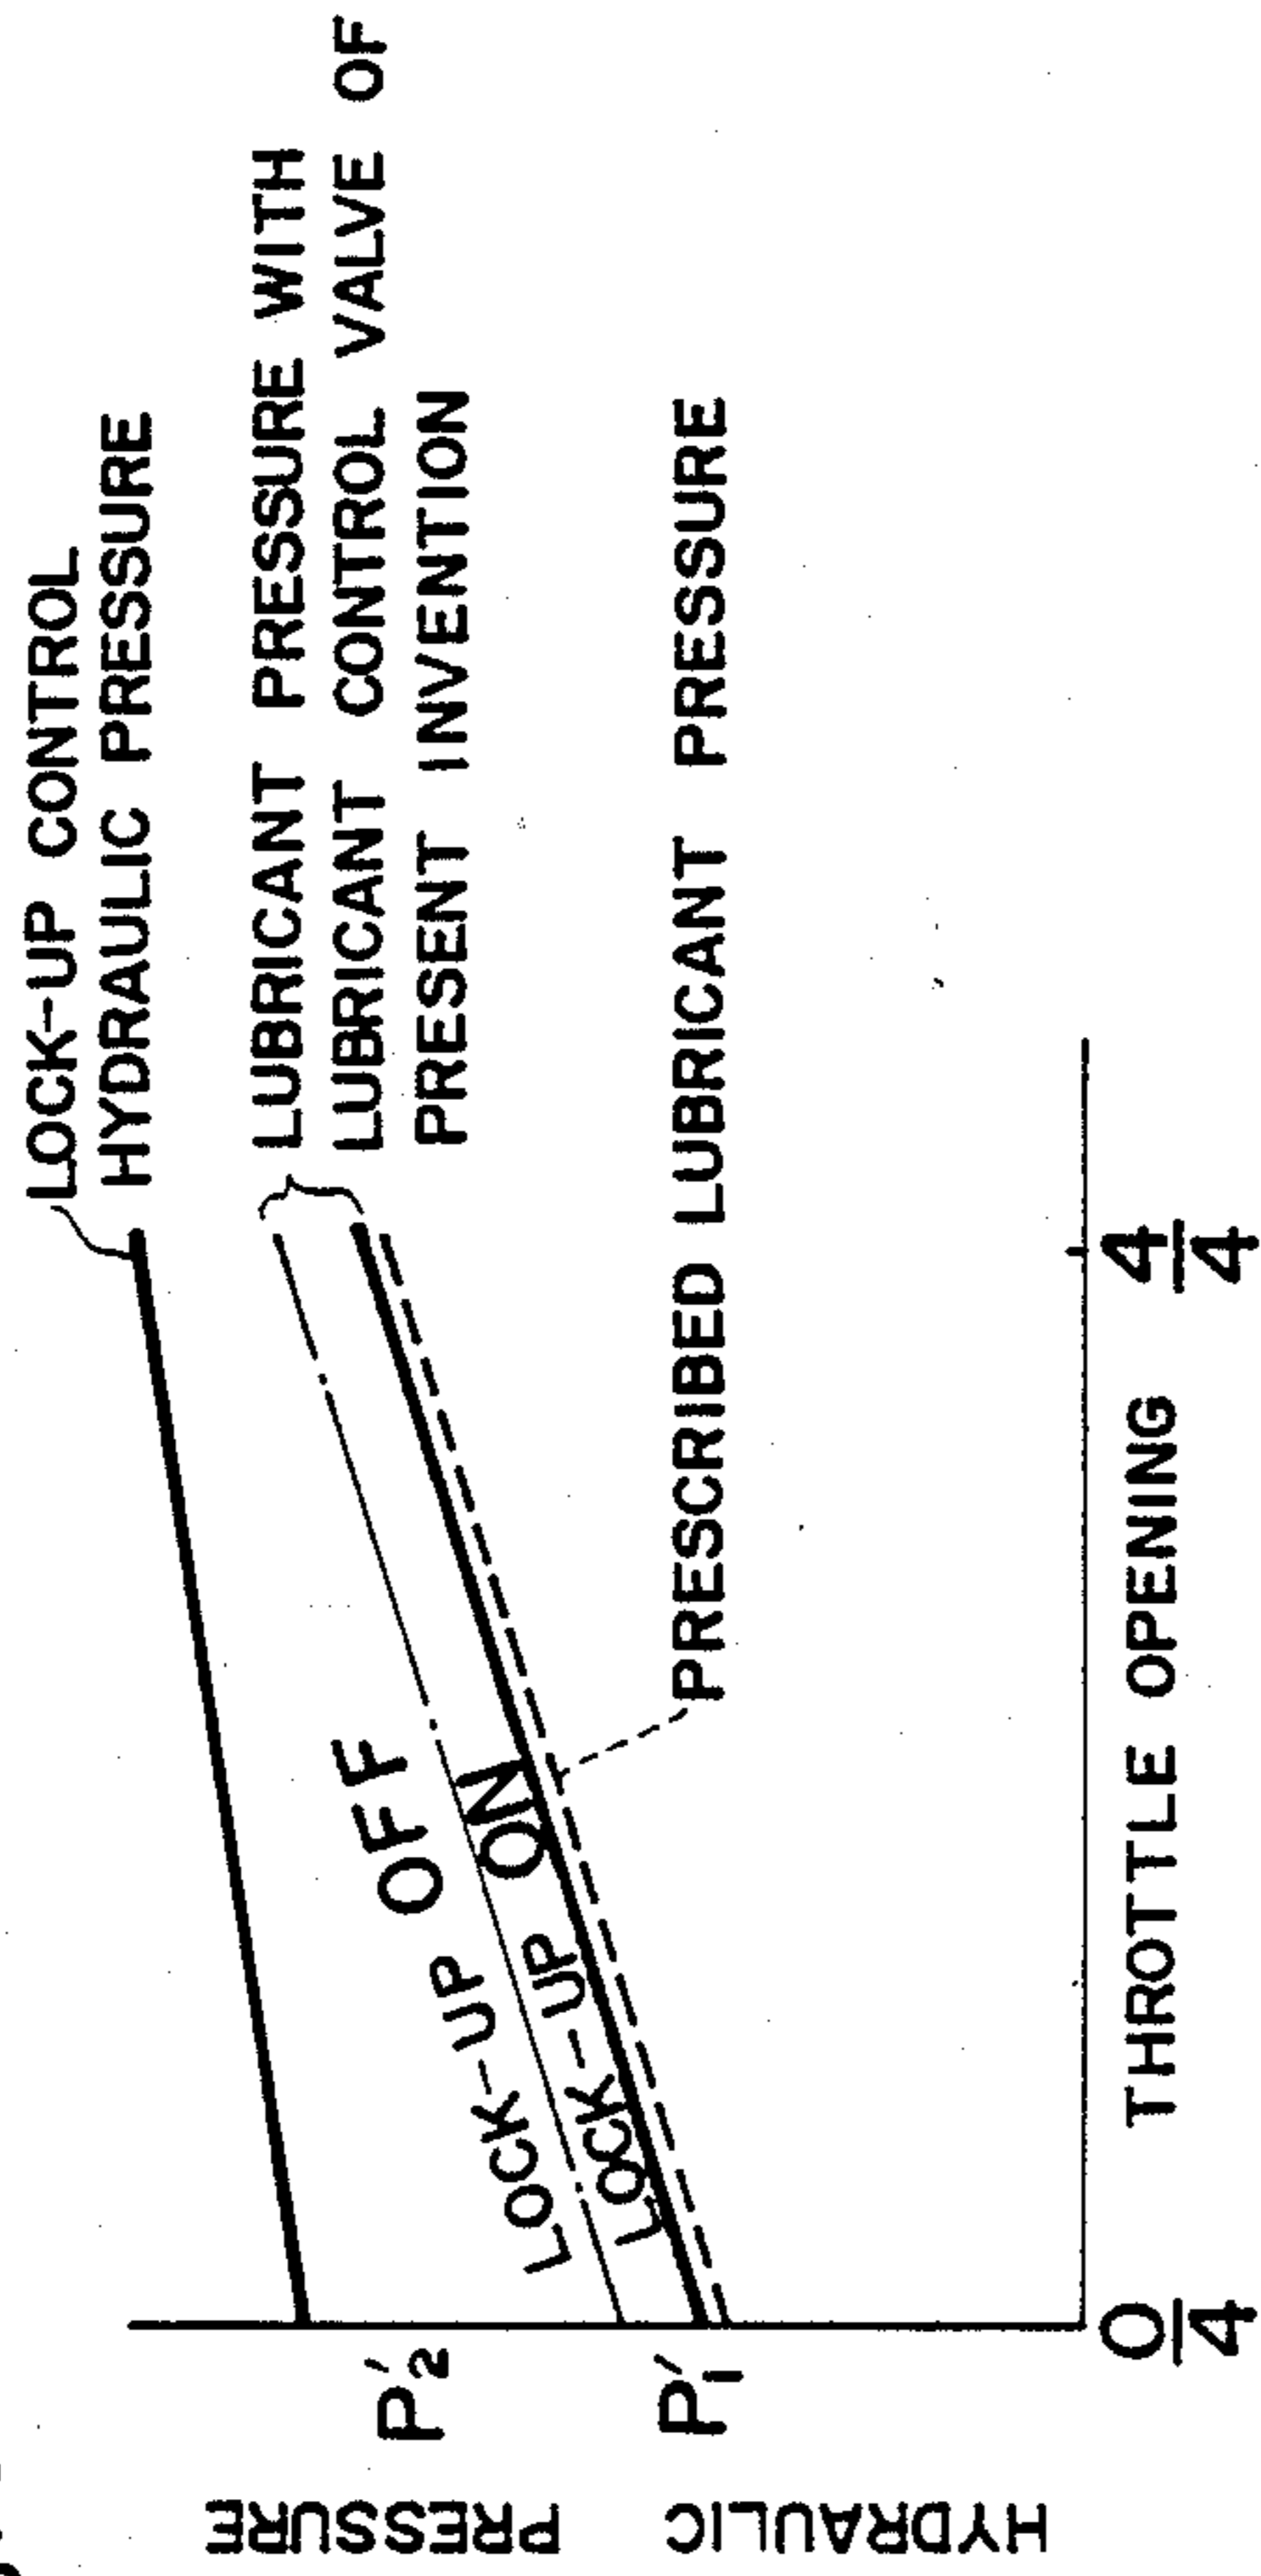 LOCK-UP CONTROL
HYDRAULIC PRESSURE
LUBRICANT PRESSURE WITH
LUBRICANT CONTROL VALVE OF
PRESENT INVENTION
LOCK-UP OFF
LOCK-UP ON
PRESCRIBED LUBRICANT PRESSURE
P'2
P'1
HYDRAULIC PRESSURE
0/4
THROTTLE OPENING
4/4